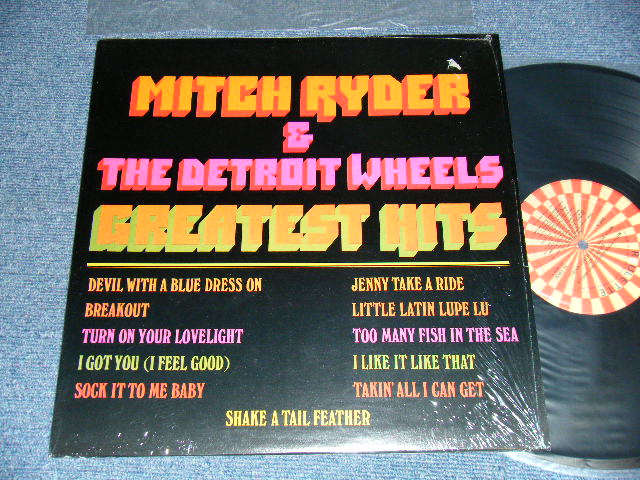 MITCH RYDER
&
THE DETROIT WHEELS
GREATEST HITS
DEVIL WITH A BLUE DRESS ON
JENNY TAKE A RIDE
BREAKOUT
LITTLE LATIN LUPE LU
TURN ON YOUR LOVELIGHT
TOO MANY FISH IN THE SEA
I GOT YOU (I FEEL GOOD)
I LIKE IT LIKE THAT
SOCK IT TO ME BABY
TAKIN' ALL I CAN GET
SHAKE A TAIL FEATHER